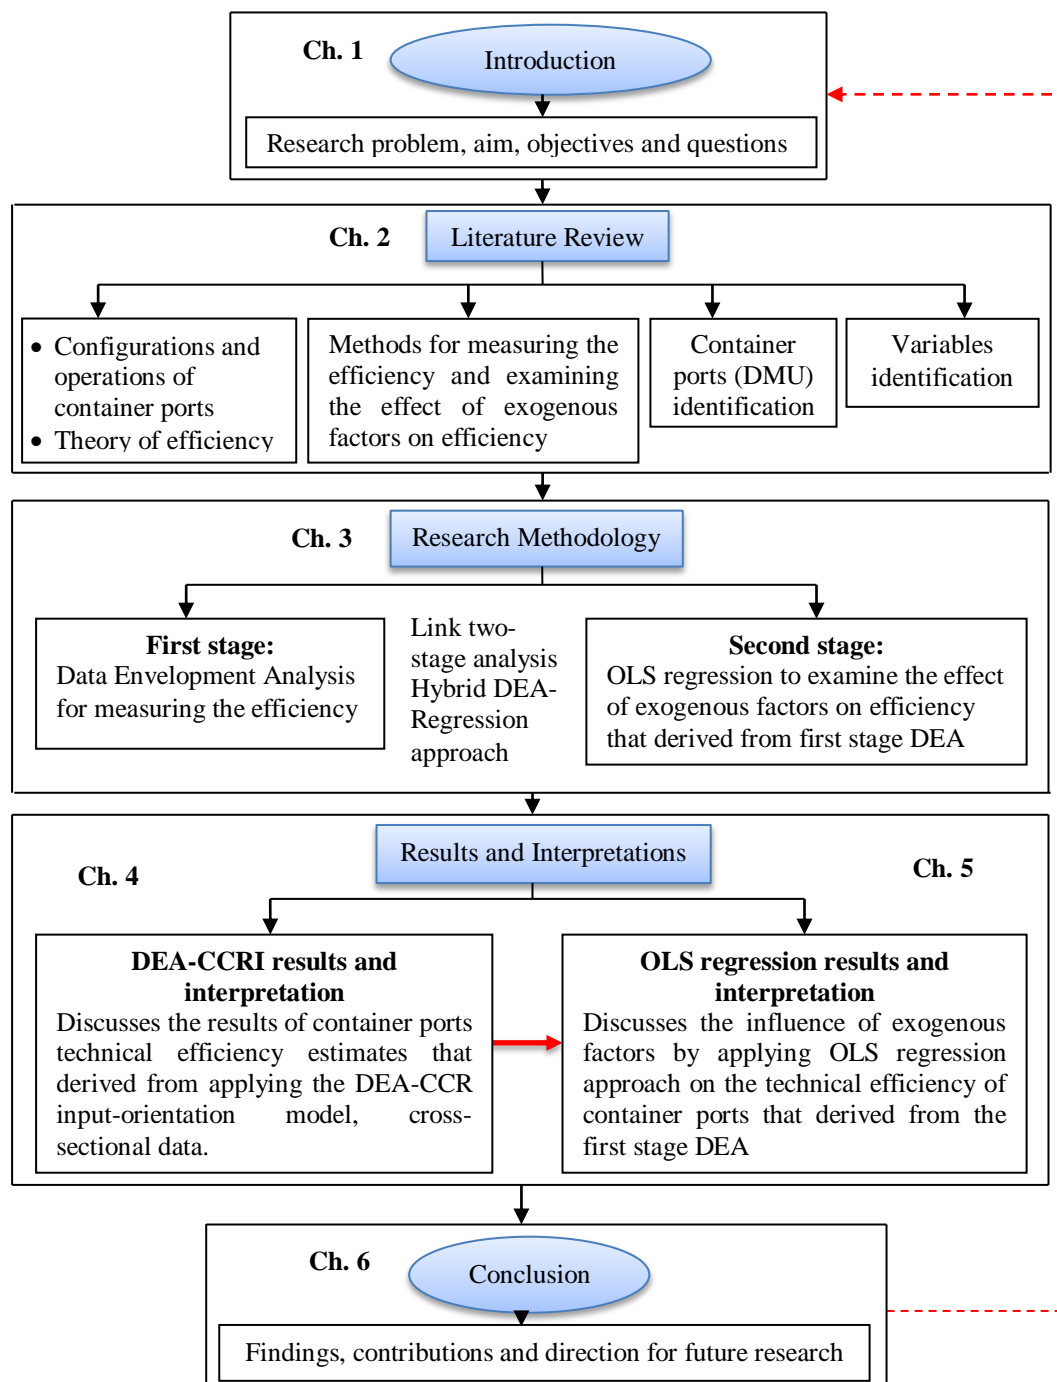 Ch. 1
Introduction
Research problem, aim, objectives and questions
Ch. 2
Literature Review
• Configurations and
operations of
container ports
• Theory of efficiency
Methods for measuring the
efficiency and examining
the effect of exogenous
factors on efficiency
Container
ports (DMU)
identification
Variables
identification
Ch. 3
Research Methodology
First stage:
Data Envelopment Analysis
for measuring the efficiency
Link two-
stage analysis
Hybrid DEA-
Regression
approach
Second stage:
OLS regression to examine the effect
of exogenous factors on efficiency
that derived from first stage DEA
Results and Interpretations
Ch. 4
Ch. 5
DEA-CCRI results and
interpretation
Discusses the results of container ports
technical efficiency estimates that
derived from applying the DEA-CCR
input-orientation model, cross-
sectional data.
OLS regression results and
interpretation
Discusses the influence of exogenous
factors by applying OLS regression
approach on the technical efficiency of
container ports that derived from the
first stage DEA
Ch. 6
Conclusion
Findings, contributions and direction for future research